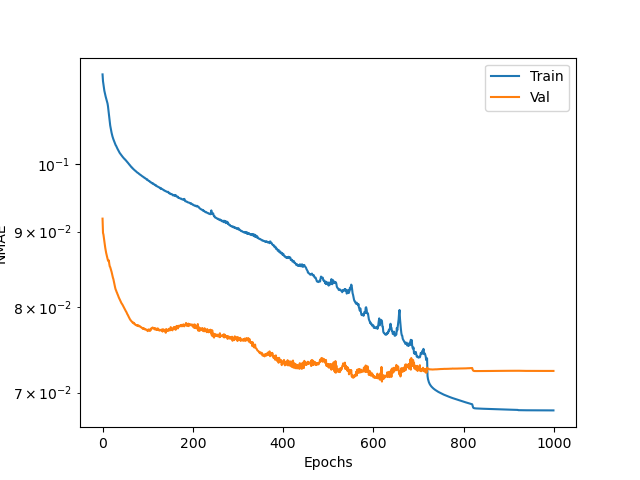 Train
Val
10⁻¹
9 × 10⁻²
8 × 10⁻²
7 × 10⁻²
NMAE
0 200 400 600 800 1000
Epochs